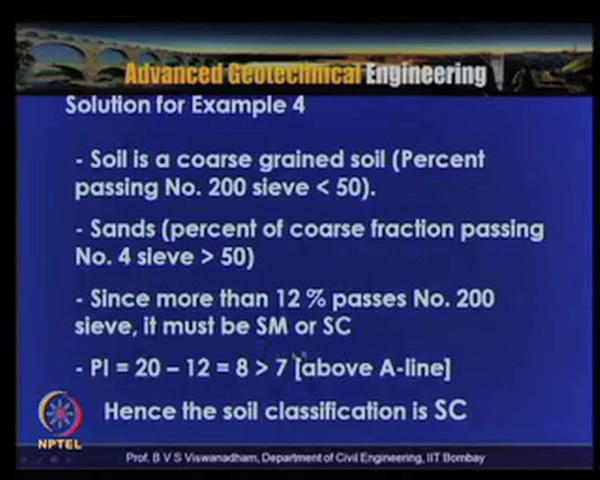 Advanced Geotechnical Engineering
Solution for Example 4
- Soil is a coarse grained soil (Percent
passing No. 200 sieve < 50).
- Sands (percent of coarse fraction passing
No. 4 sieve > 50)
- Since more than 12 % passes No. 200
sieve, it must be SM or SC
- PI = 20 – 12 = 8 > 7 [above A-line]
Hence the soil classification is SC
NPTEL
Prof. B V S Viswanadham, Department of Civil Engineering, IIT Bombay